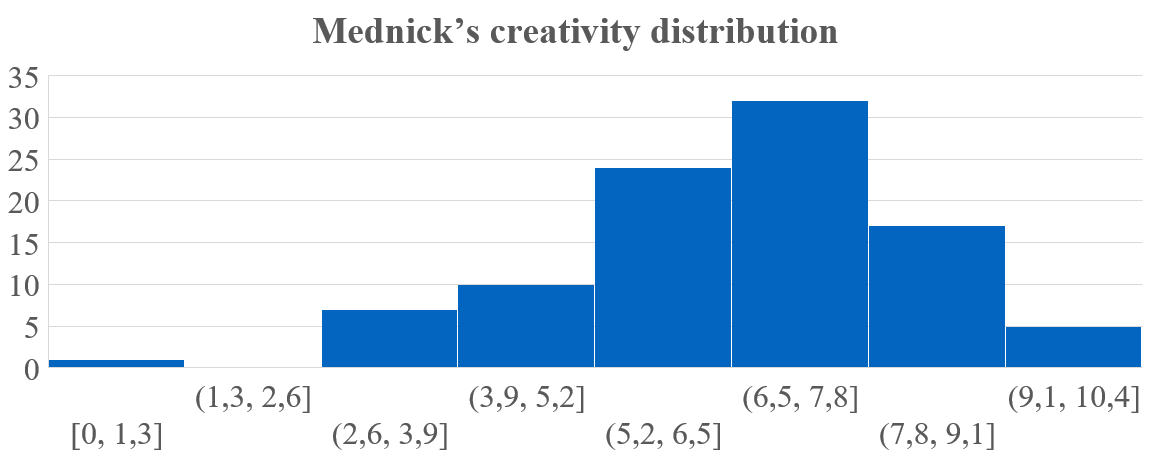 Mednick’s creativity distribution
35
30
25
20
15
10
5
0
(1,3, 2,6] (3,9, 5,2] (6,5, 7,8] (9,1, 10,4]
[0, 1,3] (2,6, 3,9] (5,2, 6,5] (7,8, 9,1]